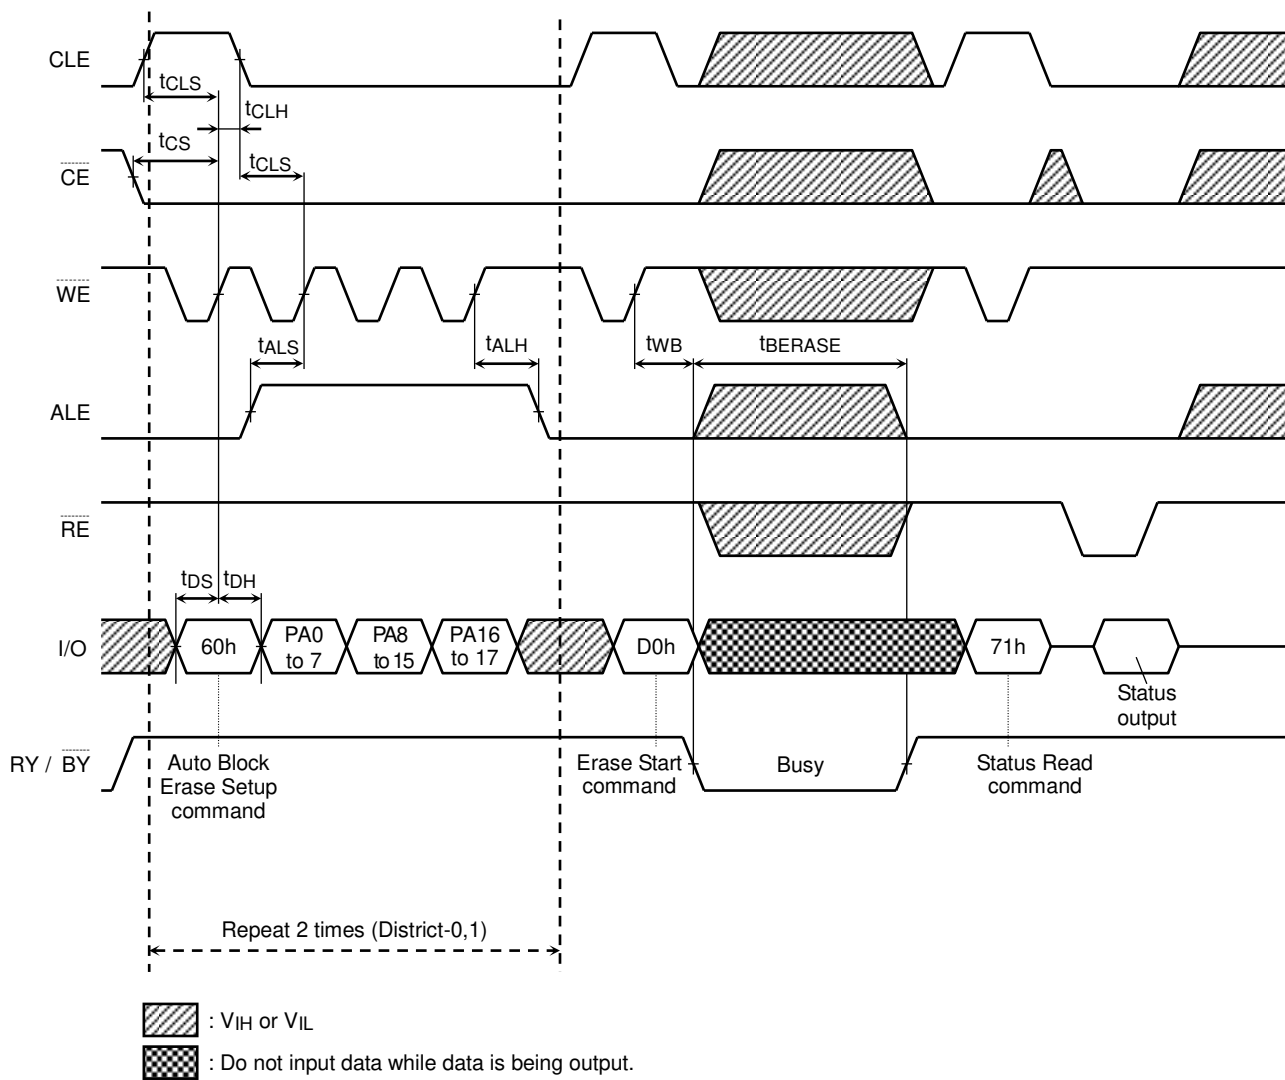 CLE
tCLS
tCLH
tCS
tCLS
CE
WE
tALS
tALH
tWB
tBERASE
ALE
RE
tDS
tDH
I/O
60h
PA0
to 7
PA8
to 15
PA16
to 17
D0h
71h
Status
output
RY / BY
Auto Block
Erase Setup
command
Erase Start
command
Busy
Status Read
command
Repeat 2 times (District-0,1)
: VIH or VIL
: Do not input data while data is being output.